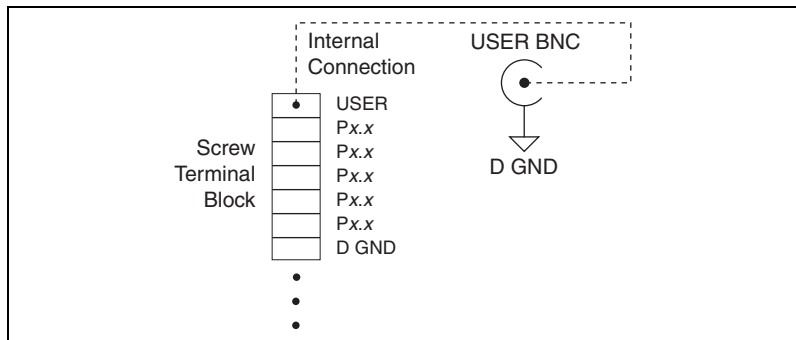 Internal
Connection
USER BNC
USER
Px.x
Px.x
Px.x
Px.x
Px.x
D GND
Screw
Terminal
Block
D GND